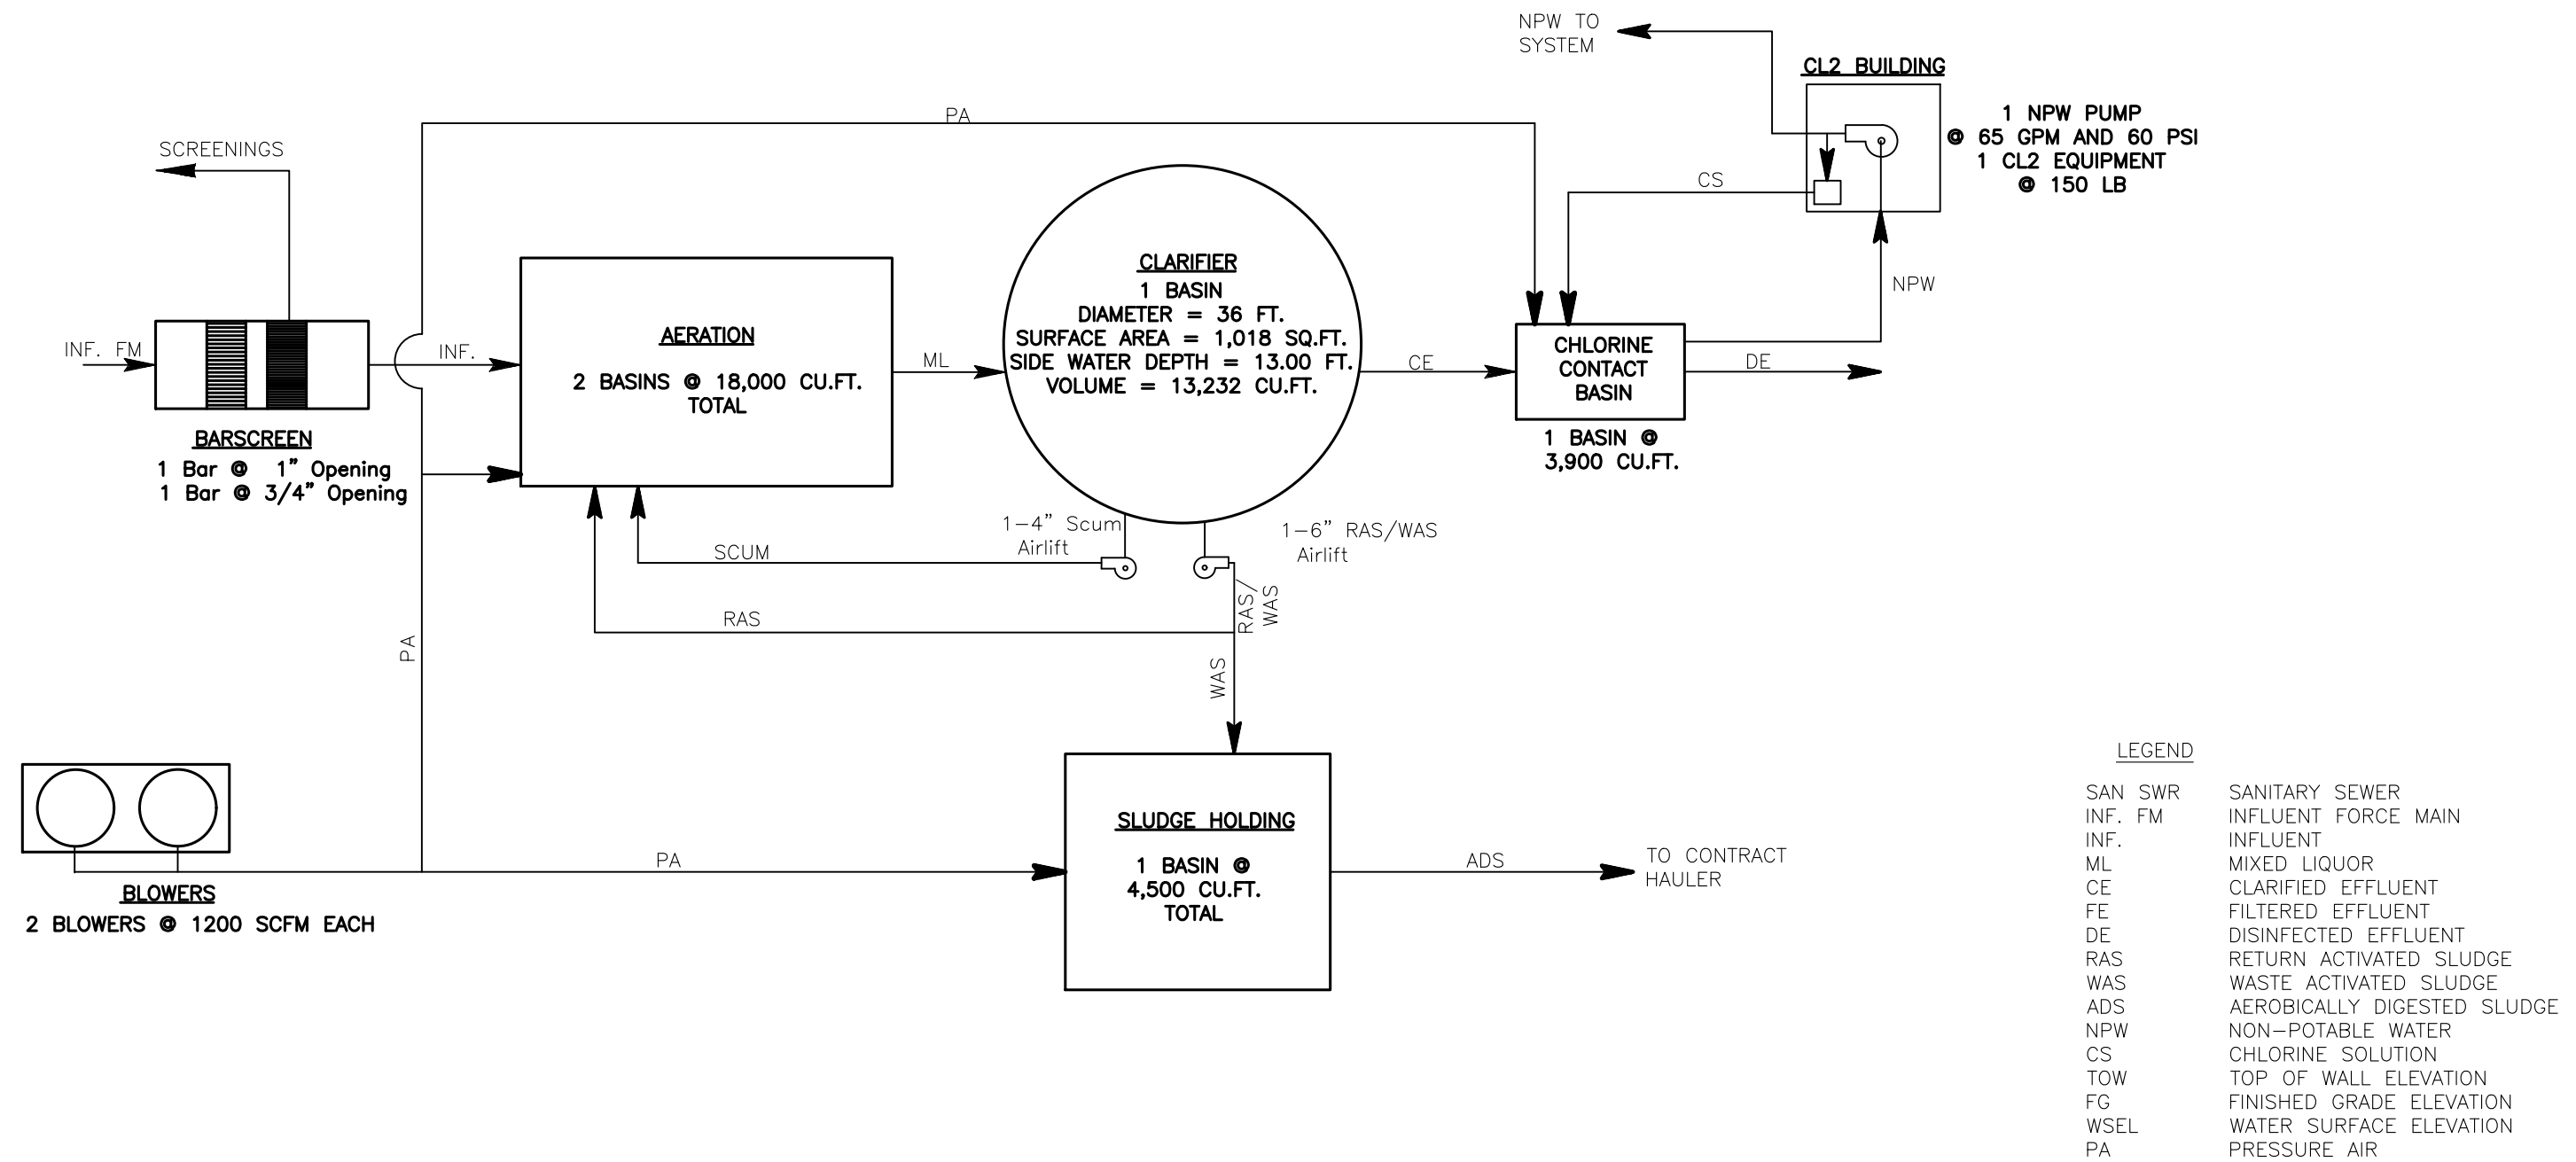 NPW TO
SYSTEM
CL2 BUILDING
1 NPW PUMP
@ 65 GPM AND 60 PSI
1 CL2 EQUIPMENT
@ 150 LB
PA
SCREENINGS
CS
NPW
INF. FM
INF.
BARSCREEN
1 Bar @ 1" Opening
1 Bar @ 3/4" Opening
AERATION
2 BASINS @ 18,000 CU.FT.
TOTAL
ML
CLARIFIER
1 BASIN
DIAMETER = 36 FT.
SURFACE AREA = 1,018 SQ.FT.
SIDE WATER DEPTH = 13.00 FT.
VOLUME = 13,232 CU.FT.
CE
CHLORINE
CONTACT
BASIN
1 BASIN @
3,900 CU.FT.
DE
1-4" Scum
Airlift
1-6" RAS/WAS
Airlift
SCUM
RAS
RAS/
WAS
PA
WAS
BLOWERS
2 BLOWERS @ 1200 SCFM EACH
PA
SLUDGE HOLDING
1 BASIN @
4,500 CU.FT.
TOTAL
ADS
TO CONTRACT
HAULER
LEGEND
SAN SWR SANITARY SEWER
INF. FM INFLUENT FORCE MAIN
INF. INFLUENT
ML MIXED LIQUOR
CE CLARIFIED EFFLUENT
FE FILTERED EFFLUENT
DE DISINFECTED EFFLUENT
RAS RETURN ACTIVATED SLUDGE
WAS WASTE ACTIVATED SLUDGE
ADS AEROBICALLY DIGESTED SLUDGE
NPW NON-POTABLE WATER
CS CHLORINE SOLUTION
TOW TOP OF WALL ELEVATION
FG FINISHED GRADE ELEVATION
WSEL WATER SURFACE ELEVATION
PA PRESSURE AIR